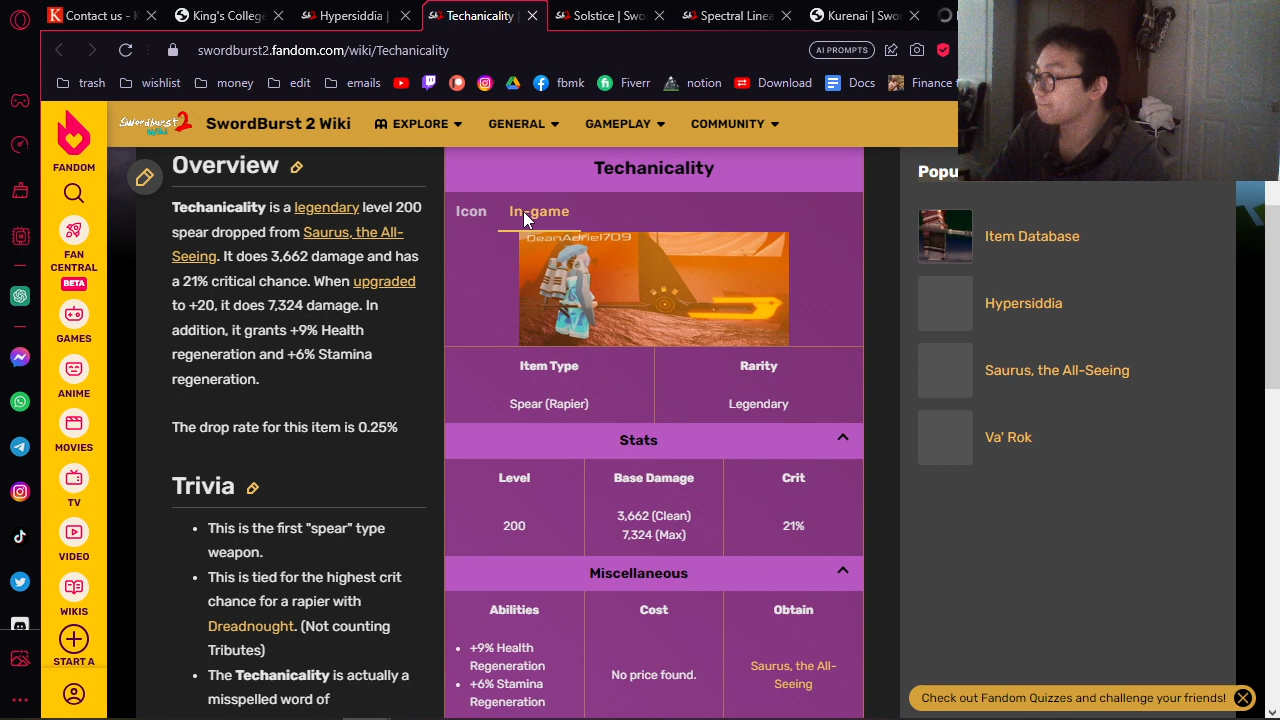 Contact us -
King's College
Hypersiddia |
Techanicality
Solstice | Swo
Spectral Linea
Kurenai | Swo
swordburst2.fandom.com/wiki/Techanicality
AI PROMPTS
trash
wishlist
money
edit
emails
fbmk
Fiverr
notion
Download
Docs
Finance
SwordBurst 2 Wiki
EXPLORE
GENERAL
GAMEPLAY
COMMUNITY
FANDOM
FAN
CENTRAL
BETA
GAMES
ANIME
MOVIES
TV
VIDEO
WIKIS
START A
Overview
Techanicality is a legendary level 200
spear dropped from Saurus, the All-
Seeing. It does 3,662 damage and has
a 21% critical chance. When upgraded
to +20, it does 7,324 damage. In
addition, it grants +9% Health
regeneration and +6% Stamina
regeneration.
The drop rate for this item is 0.25%
Trivia
• This is the first "spear" type
weapon.
• This is tied for the highest crit
chance for a rapier with
Dreadnought. (Not counting
Tributes)
• The Techanicality is actually a
misspelled word of
Techanicality
Icon
In-game
DeanAdriel709
Item Type
Rarity
Spear (Rapier)
Legendary
Stats
Level
Base Damage
Crit
200
3,662 (Clean)
7,324 (Max)
21%
Miscellaneous
Abilities
Cost
Obtain
• +9% Health
Regeneration
• +6% Stamina
Regeneration
No price found.
Saurus, the All-
Seeing
Popu
Item Database
Hypersiddia
Saurus, the All-Seeing
Va' Rok
Check out Fandom Quizzes and challenge your friends!